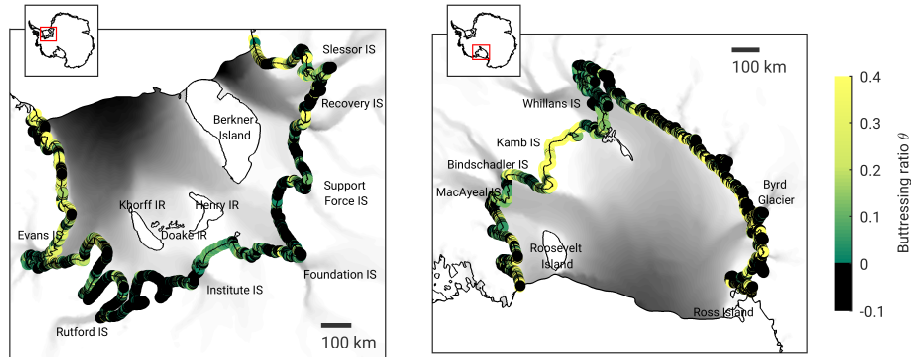 Slessor IS
Recovery IS
Berkner
Island
Support
Force IS
Khorff IR
Henry IR
Doake IR
Evans IS
Foundation IS
Institute IS
Rutford IS
100 km
100 km
Whillans IS
Kamb IS
Bindschadler IS
MacAyeal IS
Byrd
Glacier
Roosevelt
Island
Ross Island
0.4
0.3
0.2
0.1
0
-0.1
Buttressing ratio θ